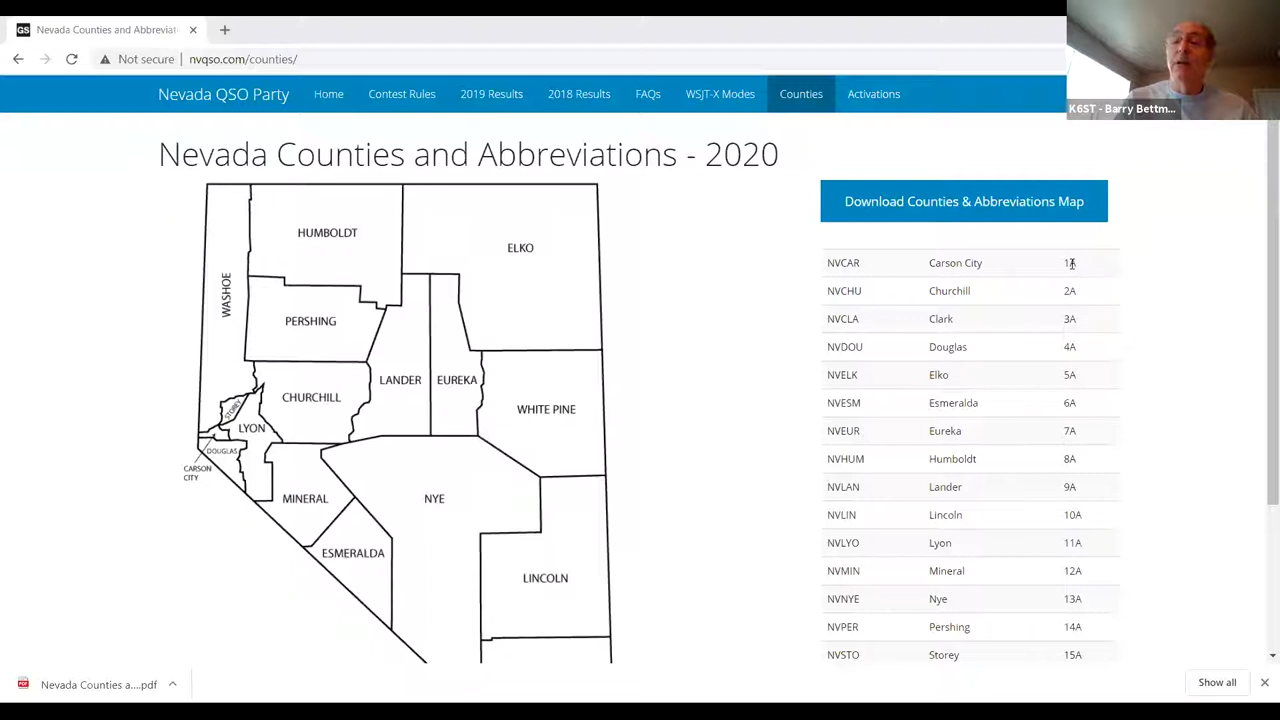 Nevada Counties and Abbreviati
Not secure | nvqso.com/counties/
K6ST - Barry Bettm...
Nevada QSO Party Home Contest Rules 2019 Results 2018 Results FAQs WSJT-X Modes Counties Activations
Nevada Counties and Abbreviations - 2020
Download Counties & Abbreviations Map
WASHOE
HUMBOLDT
ELKO
PERSHING
LANDER
EUREKA
CHURCHILL
WHITE PINE
STOREY
LYON
DOUGLAS
CARSON
CITY
MINERAL
NYE
ESMERALDA
LINCOLN
NVCAR Carson City 1A
NVCHU Churchill 2A
NVCLA Clark 3A
NVDOU Douglas 4A
NVELK Elko 5A
NVESM Esmeralda 6A
NVEUR Eureka 7A
NVHUM Humboldt 8A
NVLAN Lander 9A
NVLIN Lincoln 10A
NVLYO Lyon 11A
NVMIN Mineral 12A
NVNYE Nye 13A
NVPER Pershing 14A
NVSTO Storey 15A
Nevada Counties a....pdf
Show all